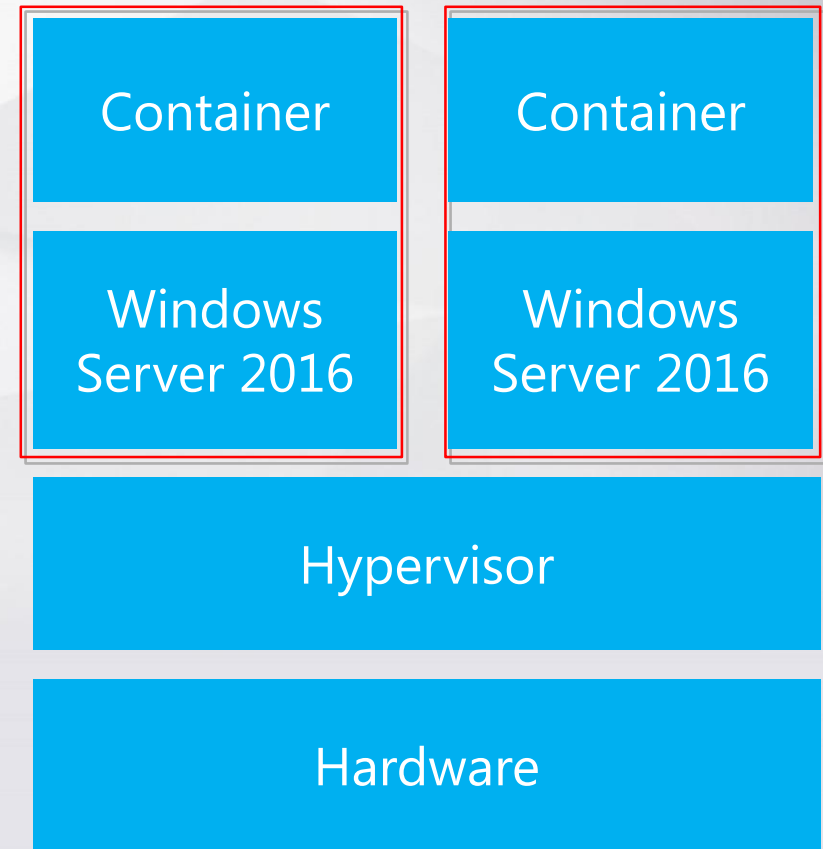 Container
Container
Windows
Server 2016
Windows
Server 2016
Hypervisor
Hardware